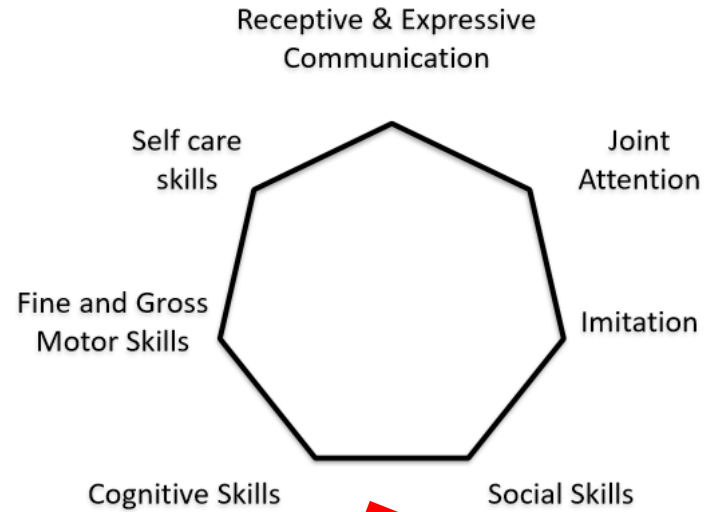 Receptive & Expressive
Communication
Self care
skills
Joint
Attention
Fine and Gross
Motor Skills
Imitation
Cognitive Skills
Social Skills